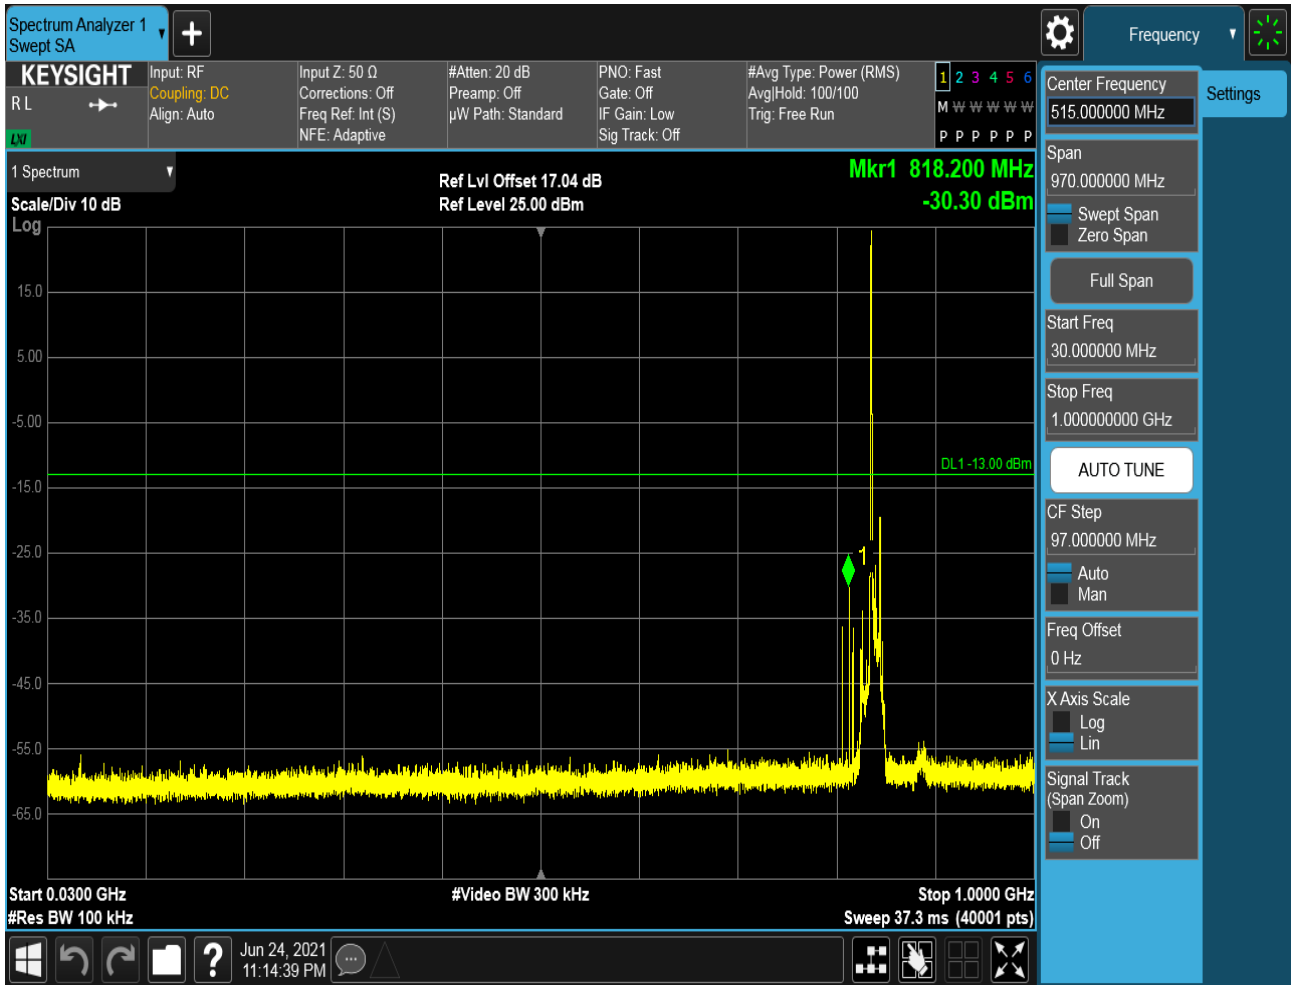 Spectrum Analyzer 1
Swept SA
Frequency
KEYSIGHT
R L
LXI
Input: RF
Coupling: DC
Align: Auto
Input Z: 50 Ω
Corrections: Off
Freq Ref: Int (S)
NFE: Adaptive
#Atten: 20 dB
Preamp: Off
µW Path: Standard
PNO: Fast
Gate: Off
IF Gain: Low
Sig Track: Off
#Avg Type: Power (RMS)
Avg|Hold: 100/100
Trig: Free Run
1 2 3 4 5 6
M W W W W W
P P P P P P
1 Spectrum
Scale/Div 10 dB
Log
Ref Lvl Offset 17.04 dB
Ref Level 25.00 dBm
Mkr1 818.200 MHz
-30.30 dBm
15.0
5.00
-5.00
-15.0
-25.0
-35.0
-45.0
-55.0
-65.0
DL1 -13.00 dBm
1
Start 0.0300 GHz
#Res BW 100 kHz
#Video BW 300 kHz
Stop 1.0000 GHz
Sweep 37.3 ms (40001 pts)
Center Frequency
515.000000 MHz
Settings
Span
970.000000 MHz
Swept Span
Zero Span
Full Span
Start Freq
30.000000 MHz
Stop Freq
1.000000000 GHz
AUTO TUNE
CF Step
97.000000 MHz
Auto
Man
Freq Offset
0 Hz
X Axis Scale
Log
Lin
Signal Track
(Span Zoom)
On
Off
?
Jun 24, 2021
11:14:39 PM